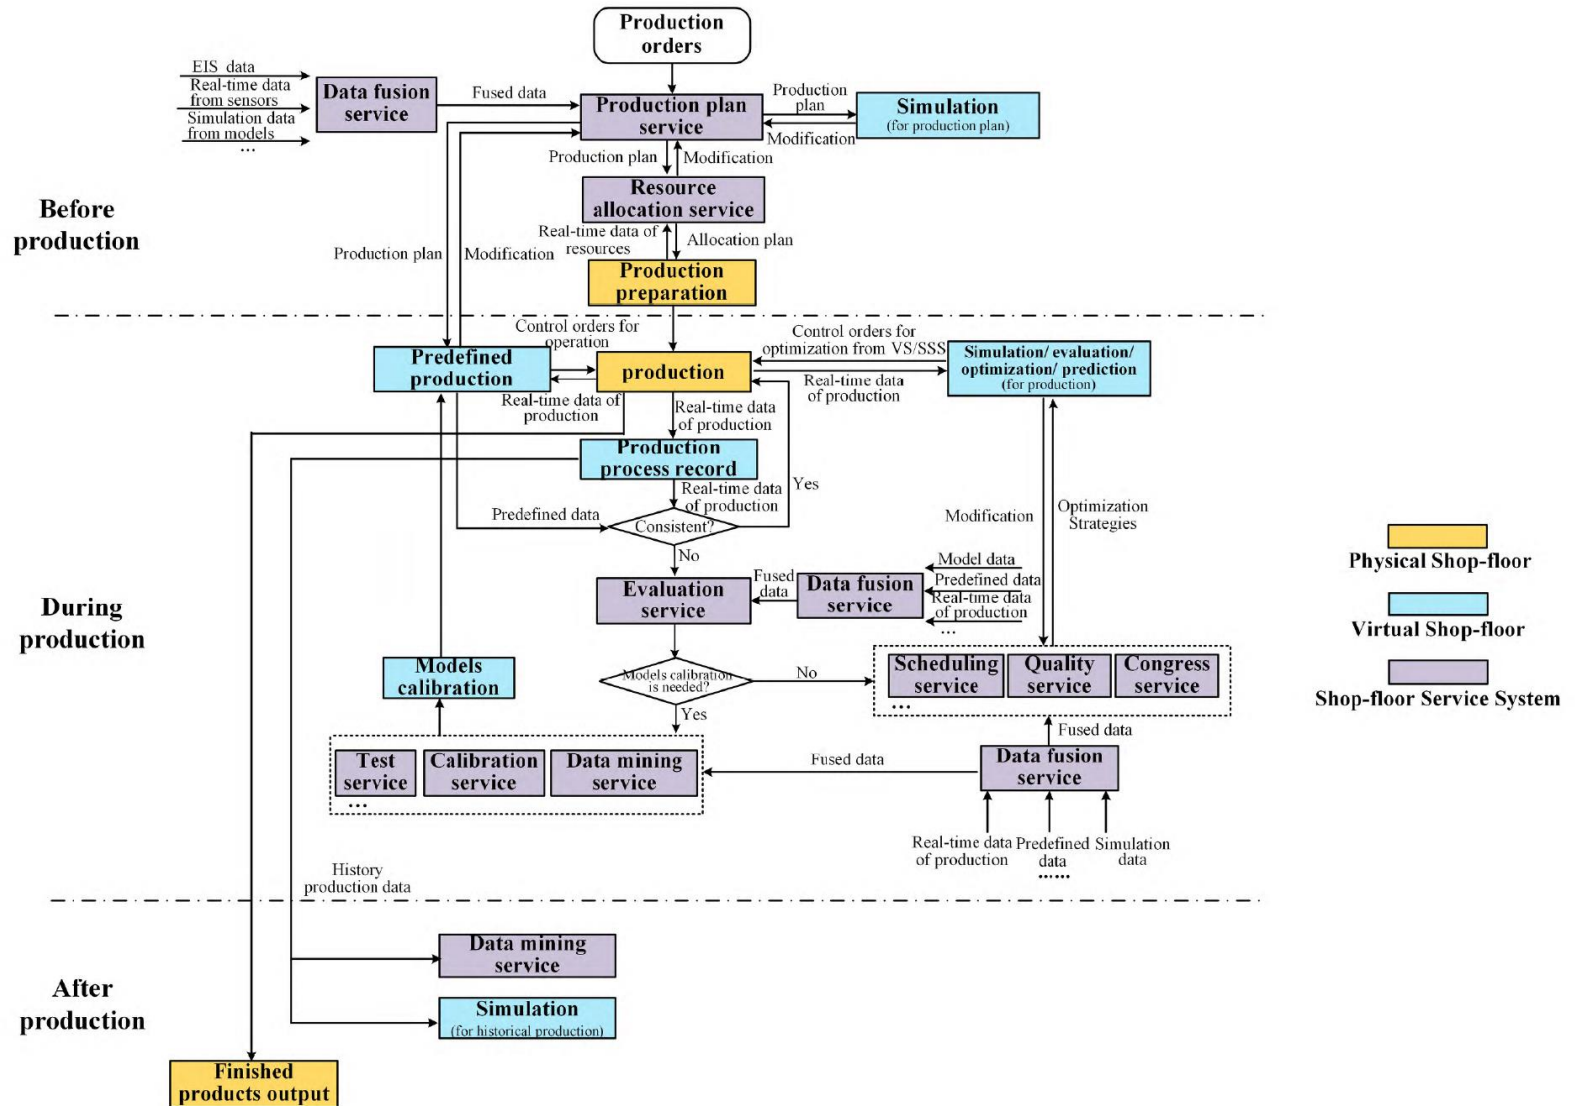 Production
orders
EIS data
Real-time data
from sensors
Simulation data
from models
...
Data fusion
service
Fused data
Production plan
service
Production
plan
Modification
Simulation
(for production plan)
Production plan
Modification
Resource
allocation service
Real-time data of
resources
Allocation plan
Production
preparation
Before
production
Production plan
Modification
Control orders for
operation
Predefined
production
production
Control orders for
optimization from VS/SSS
Simulation/ evaluation/
optimization/ prediction
(for production)
Real-time data of
production
Real-time data
of production
Real-time data
of production
Production
process record
Real-time data
of production
Yes
Predefined data
Consistent?
No
Modification
Optimization
Strategies
Evaluation
service
Fused
data
Data fusion
service
Model data
Predefined data
Real-time data
of production
...
During
production
Models
calibration
Models calibration
is needed?
No
Yes
Scheduling
service
Quality
service
Congress
service
...
Fused data
Test
service
Calibration
service
Data mining
service
...
Fused data
Data fusion
service
Real-time data
of production
Predefined
data
Simulation
data
......
Physical Shop-floor
Virtual Shop-floor
Shop-floor Service System
History
production data
After
production
Data mining
service
Simulation
(for historical production)
Finished
products output